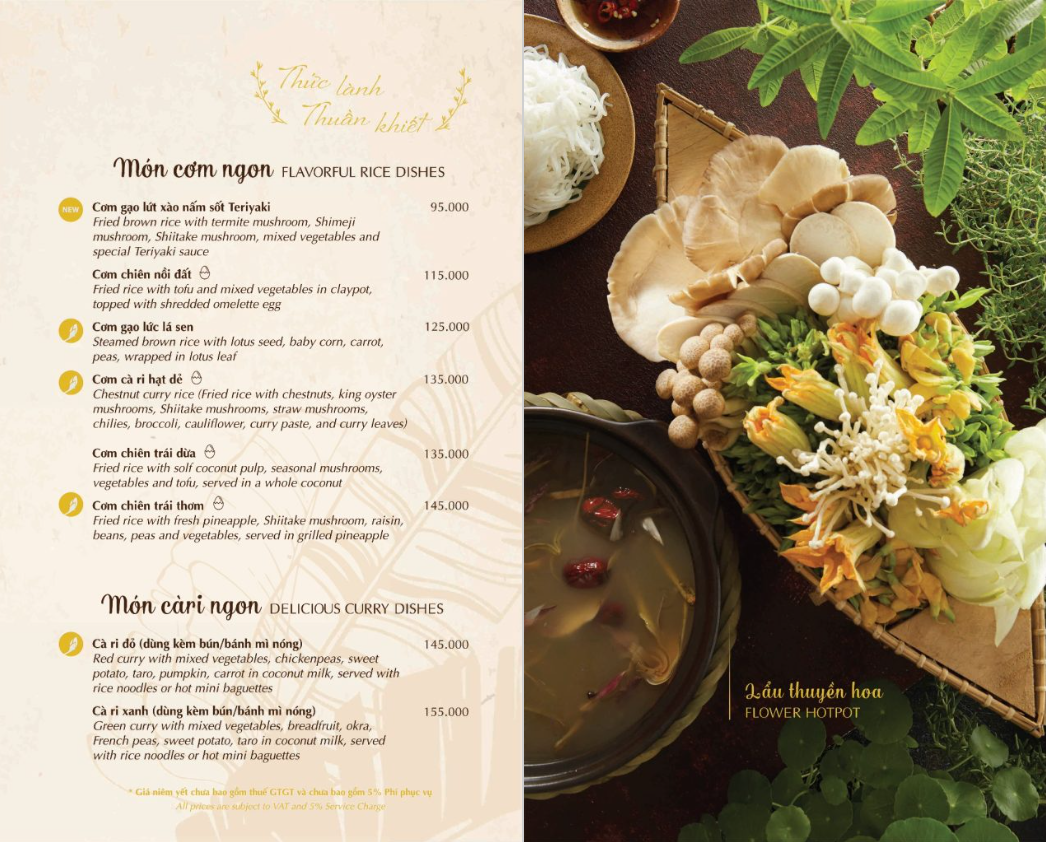 Thức lành
Thuần khiết
Món cơm ngon FLAVORFUL RICE DISHES
NEW
Cơm gạo lứt xào nấm sốt Teriyaki 95.000
Fried brown rice with termite mushroom, Shimeji
mushroom, Shiitake mushroom, mixed vegetables and
special Teriyaki sauce
Cơm chiên nồi đất 115.000
Fried rice with tofu and mixed vegetables in claypot,
topped with shredded omelette egg
Cơm gạo lức lá sen 125.000
Steamed brown rice with lotus seed, baby corn, carrot,
peas, wrapped in lotus leaf
Cơm cà ri hạt dẻ 135.000
Chestnut curry rice (Fried rice with chestnuts, king oyster
mushrooms, Shiitake mushrooms, straw mushrooms,
chilies, broccoli, cauliflower, curry paste, and curry leaves)
Cơm chiên trái dừa 135.000
Fried rice with solf coconut pulp, seasonal mushrooms,
vegetables and tofu, served in a whole coconut
Cơm chiên trái thơm 145.000
Fried rice with fresh pineapple, Shiitake mushroom, raisin,
beans, peas and vegetables, served in grilled pineapple
Món càri ngon DELICIOUS CURRY DISHES
Cà ri đỏ (dùng kèm bún/bánh mì nóng) 145.000
Red curry with mixed vegetables, chickenpeas, sweet
potato, taro, pumpkin, carrot in coconut milk, served with
rice noodles or hot mini baguettes
Cà ri xanh (dùng kèm bún/bánh mì nóng) 155.000
Green curry with mixed vegetables, breadfruit, okra,
French peas, sweet potato, taro in coconut milk, served
with rice noodles or hot mini baguettes
* Giá niêm yết chưa bao gồm thuế GTGT và chưa bao gồm 5% Phí phục vụ
All prices are subject to VAT and 5% Service Charge
Lẩu thuyền hoa
FLOWER HOTPOT